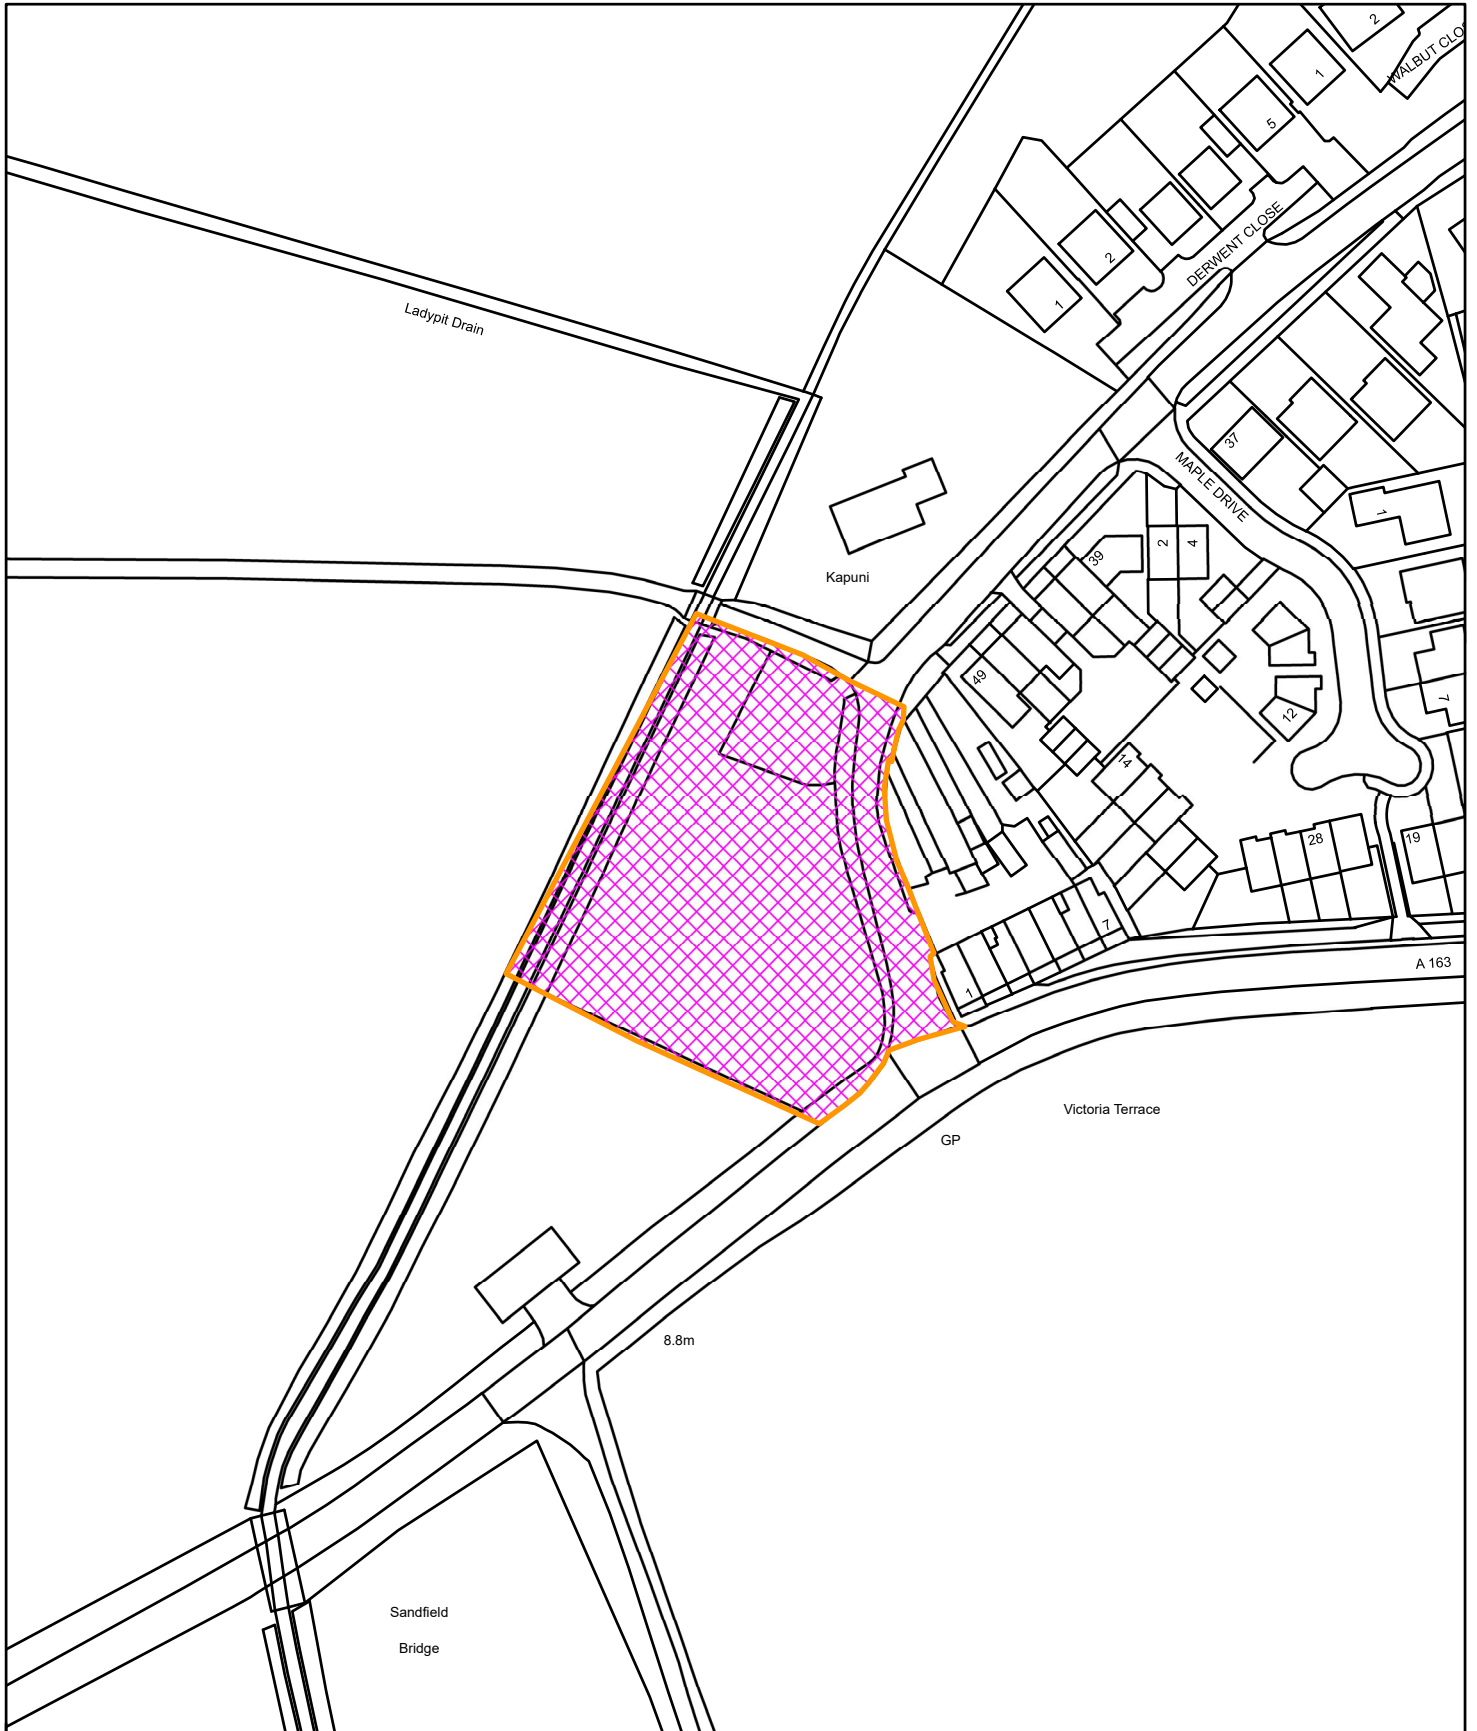 2
WALBUT CLO
1
5
DERWENT CLOSE
2
1
Ladypit Drain
37
MAPLE DRIVE
1
2
4
39
Kapuni
49
7
12
14
28
19
7
A 163
1
Victoria Terrace
GP
8.8m
Sandfield
Bridge